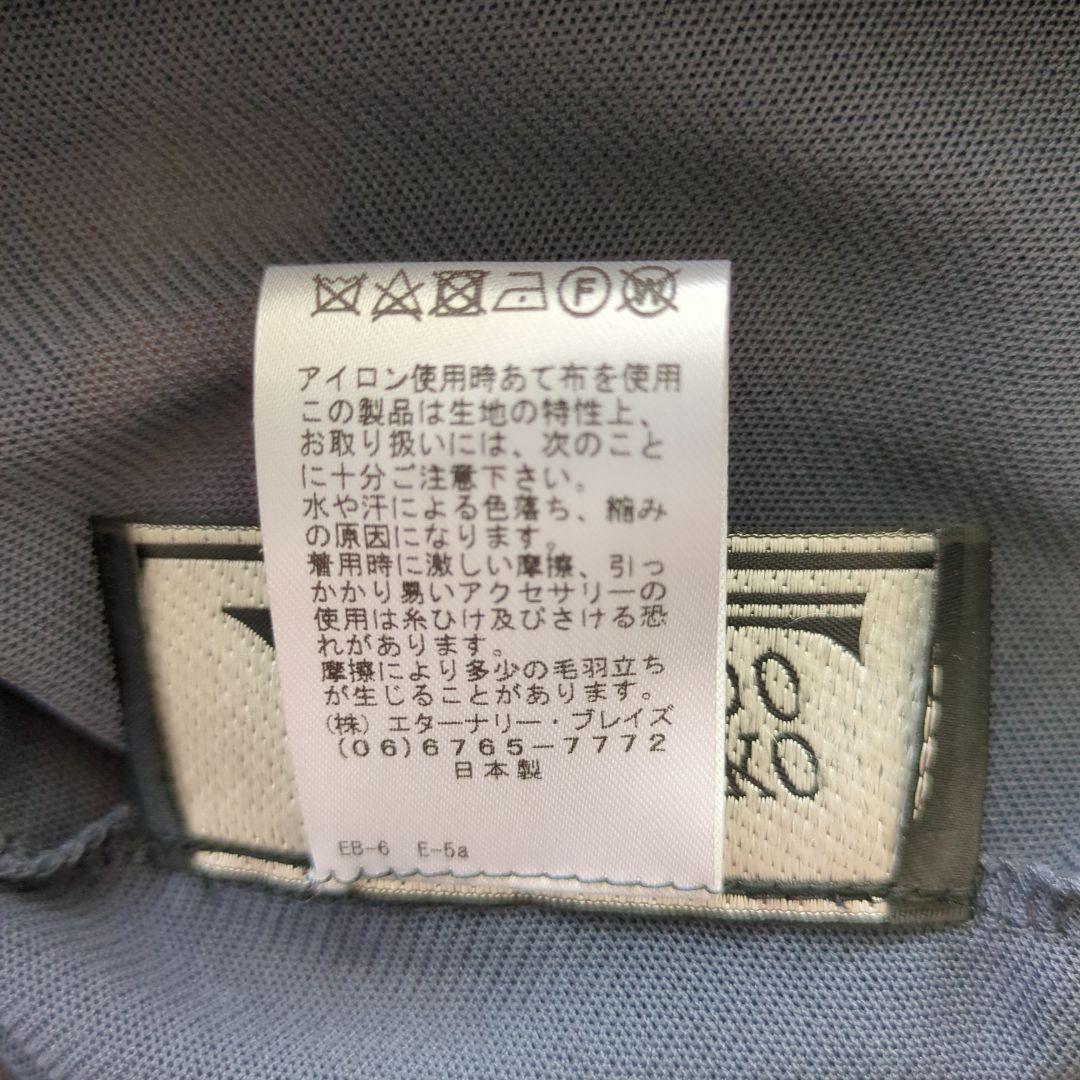 F W
アイロン使用時あて布を使用
この製品は生地の特性上、
お取り扱いには、次のこと
に十分ご注意下さい。
水や汗による色落ち、縮み
の原因になります。
着用時に激しい摩擦、引っ
かかり易いアクセサリーの
使用は糸ひけ及びさける恐
れがあります。
摩擦により多少の毛羽立ち
が生じることがあります。
(株)エターナリー・ブレイズ
(06)6765-7772
日本製
EB-6 E-5a